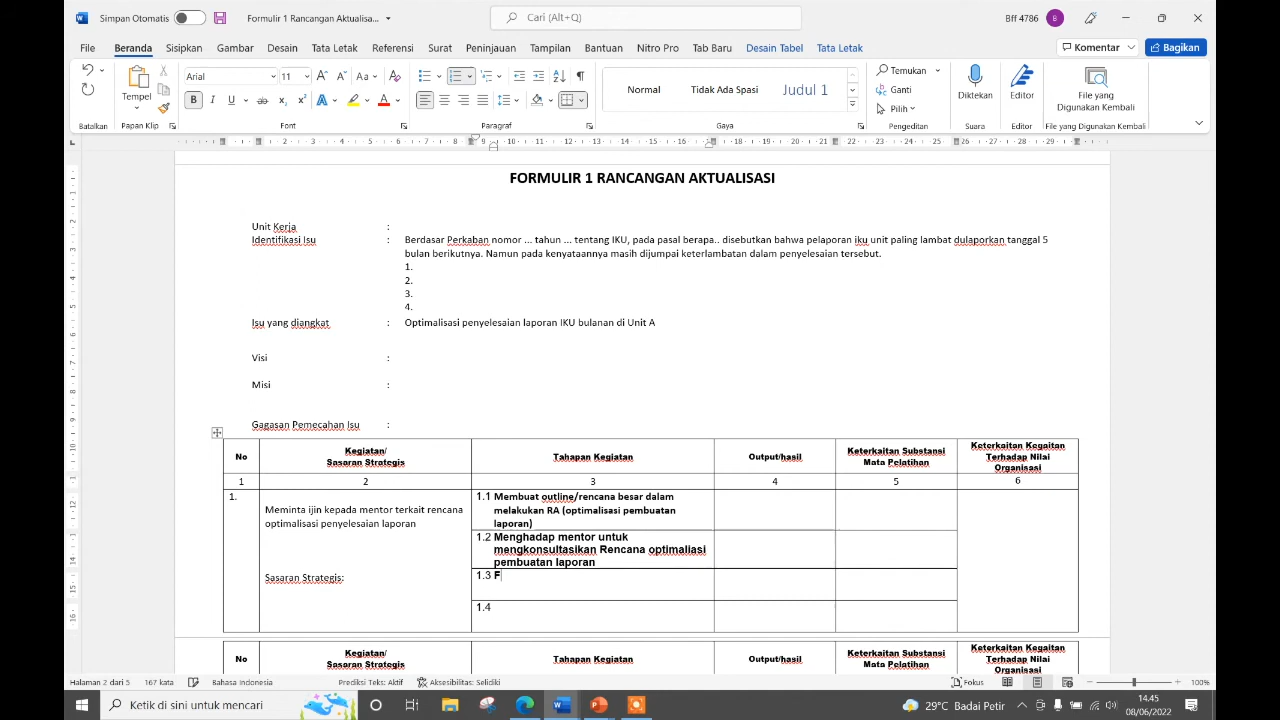 Simpan Otomatis
Formulir 1 Rancangan Aktualisa...
Cari (Alt+Q)
Bff 4786
B
File Beranda Sisipkan Gambar Desain Tata Letak Referensi Surat Peninjauan Tampilan Bantuan Nitro Pro Tab Baru Desain Tabel Tata Letak
Komentar
Bagikan
Tempel
Arial
11
Normal
Tidak Ada Spasi
Judul 1
Temukan
Ganti
Pilih
Diktekan
Editor
File yang
Digunakan Kembali
Batalkan
Papan Klip
Font
Paragraf
Gaya
Pengeditan
Suara
Editor
File yang Digunakan Kembali
FORMULIR 1 RANCANGAN AKTUALISASI
Unit Kerja :
Identifikasi Isu : Berdasar Perkaban nomor ... tahun ... tentang IKU, pada pasal berapa.. disebutkan bahwa pelaporan iku unit paling lambat dulaporkan tanggal 5
bulan berikutnya. Namun pada kenyataannya masih dijumpai keterlambatan dalam penyelesaian tersebut.
1.
2.
3.
4.
Isu yang diangkat : Optimalisasi penyelesaian laporan IKU bulanan di Unit A
Visi :
Misi :
Gagasan Pemecahan Isu :
No
Kegiatan/
Sasaran Strategis
Tahapan Kegiatan
Output/hasil
Keterkaitan Substansi
Mata Pelatihan
Keterkaitan Kegaitan
Terhadap Nilai
Organisasi
1 2 3 4 5 6
1.
Meminta ijin kepada mentor terkait rencana
optimalisasi penyelesaian laporan
Sasaran Strategis:
1.1 Membuat outline/rencana besar dalam
melakukan RA (optimalisasi pembuatan
laporan)
1.2 Menghadap mentor untuk
mengkonsultasikan Rencana optimaliasi
pembuatan laporan
1.3 F
1.4
No
Kegiatan/
Sasaran Strategis
Tahapan Kegiatan
Output/hasil
Keterkaitan Substansi
Mata Pelatihan
Keterkaitan Kegaitan
Terhadap Nilai
Halaman 2 dari 5
167 kata
Bahasa Indonesia
Prediksi Teks: Aktif
Aksesibilitas: Selidiki
Fokus
100%
Ketik di sini untuk mencari
29°C Badai Petir
14.45
08/06/2022